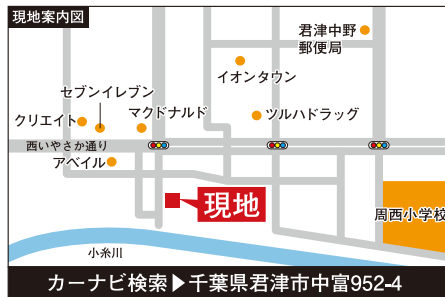 現地案内図
君津中野
郵便局
イオンタウン
セブンイレブン
クリエイト
マクドナルド
ツルハドラッグ
西いやさか通り
アベイル
現地
周西小学校
小糸川
カーナビ検索▶千葉県君津市中富952-4